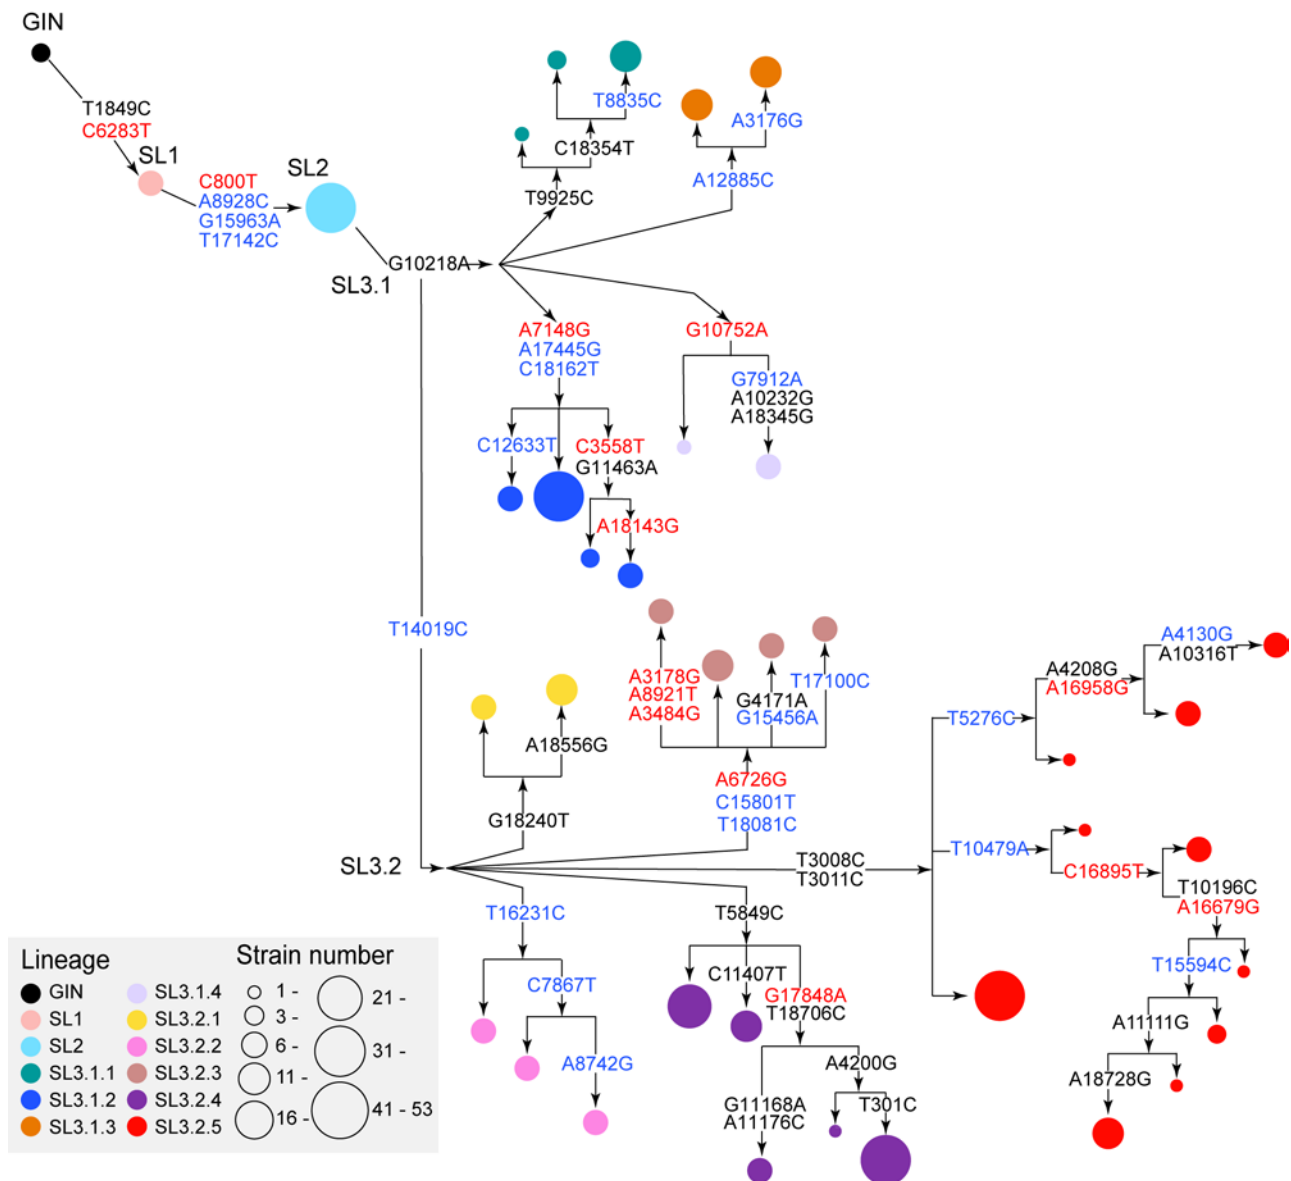 GIN
T1849C
C6283T
SL1
C800T
A8928C
G15963A
T17142C
SL2
G10218A
SL3.1
T8835C
C18354T
T9925C
A3176G
A12885C
A7148G
A17445G
C18162T
C12633T
C3558T
G11463A
A18143G
G10752A
G7912A
A10232G
A18345G
T14019C
SL3.2
A18556G
G18240T
A3178G
A8921T
A3484G
G4171A
G15456A
T17100C
A6726G
C15801T
T18081C
T3008C
T3011C
T5276C
A4208G
A16958G
A4130G
A10316T
T10479A
C16895T
T10196C
A16679G
T15594C
A11111G
A18728G
T16231C
C7867T
A8742G
T5849C
C11407T
G17848A
T18706C
G11168A
A11176C
A4200G
T301C
Lineage
GIN
SL1
SL2
SL3.1.1
SL3.1.2
SL3.1.3
SL3.1.4
SL3.2.1
SL3.2.2
SL3.2.3
SL3.2.4
SL3.2.5
Strain number
1 -
3 -
6 -
11 -
16 -
21 -
31 -
41 - 53